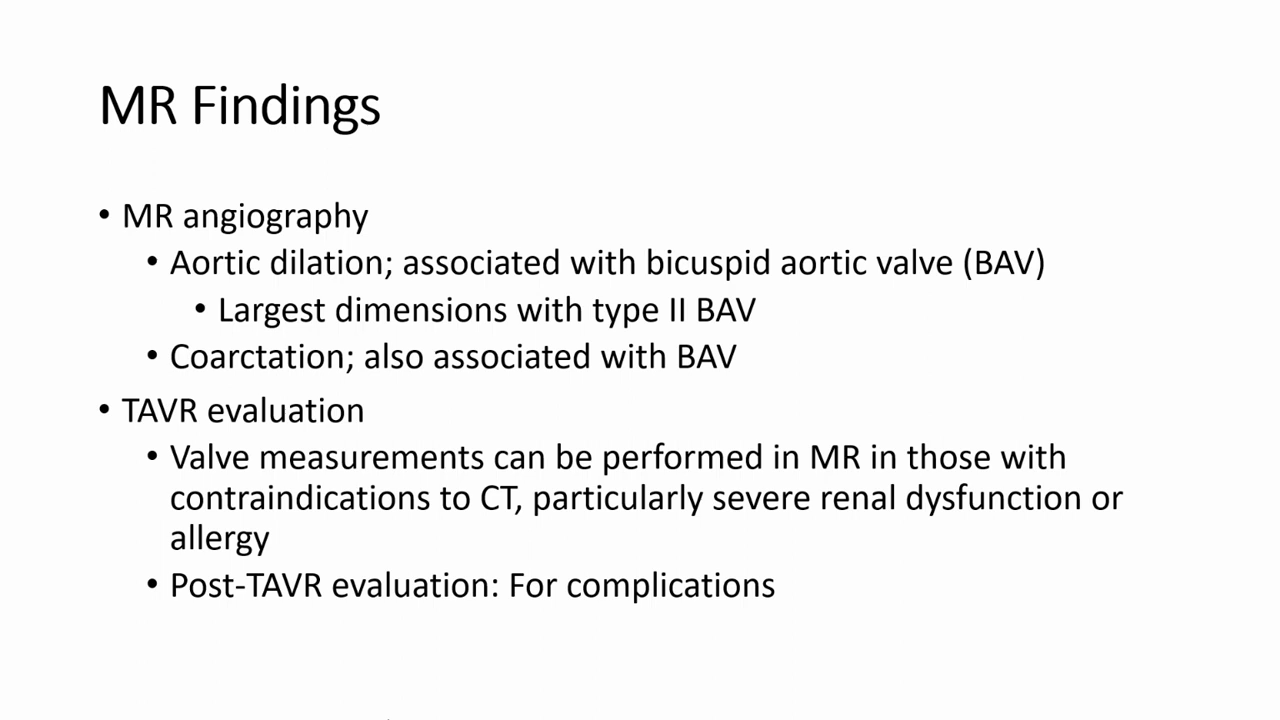 MR Findings
• MR angiography
• Aortic dilation; associated with bicuspid aortic valve (BAV)
• Largest dimensions with type II BAV
• Coarctation; also associated with BAV
• TAVR evaluation
• Valve measurements can be performed in MR in those with
contraindications to CT, particularly severe renal dysfunction or
allergy
• Post-TAVR evaluation: For complications